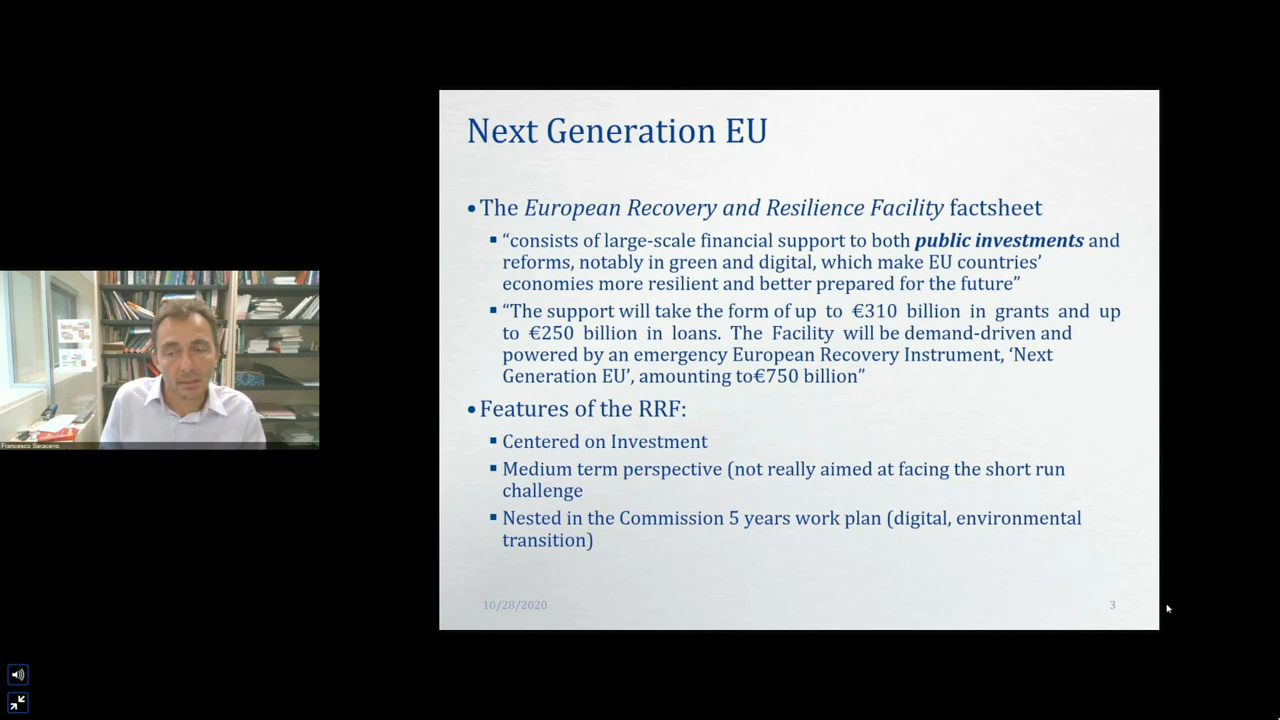 Next Generation EU
•The European Recovery and Resilience Facility factsheet
▪ “consists of large-scale financial support to both public investments and
reforms, notably in green and digital, which make EU countries’
economies more resilient and better prepared for the future”
▪ “The support will take the form of up to €310 billion in grants and up
to €250 billion in loans. The Facility will be demand-driven and
powered by an emergency European Recovery Instrument, ‘Next
Generation EU’, amounting to€750 billion”
•Features of the RRF:
▪ Centered on Investment
▪ Medium term perspective (not really aimed at facing the short run
challenge
▪ Nested in the Commission 5 years work plan (digital, environmental
transition)
10/28/2020
3
Francesco Saraceno